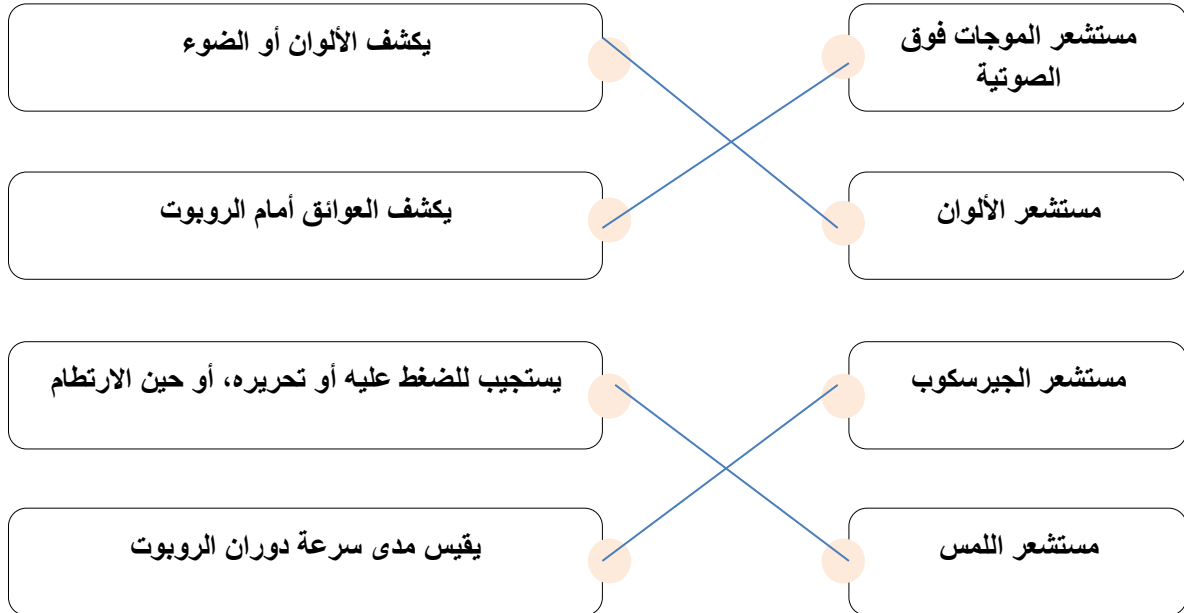 مستشعر الموجات فوق
الصوتية
يكشف الألوان أو الضوء
مستشعر الألوان
يكشف العوائق أمام الروبوت
مستشعر الجيرسكوب
يستجيب للضغط عليه أو تحريره، أو حين الارتطام
مستشعر اللمس
يقيس مدى سرعة دوران الروبوت